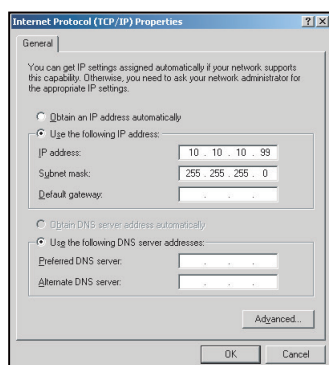 Internet Protocol (TCP/IP) Properties
General
You can get IP settings assigned automatically if your network supports
this capability. Otherwise, you need to ask your network administrator for
the appropriate IP settings.
Obtain an IP address automatically
Use the following IP address:
IP address: 10 . 10 . 10 . 99
Subnet mask: 255 . 255 . 255 . 0
Default gateway: . . .
Obtain DNS server address automatically
Use the following DNS server addresses:
Preferred DNS server: . . .
Alternate DNS server: . . .
Advanced...
OK Cancel